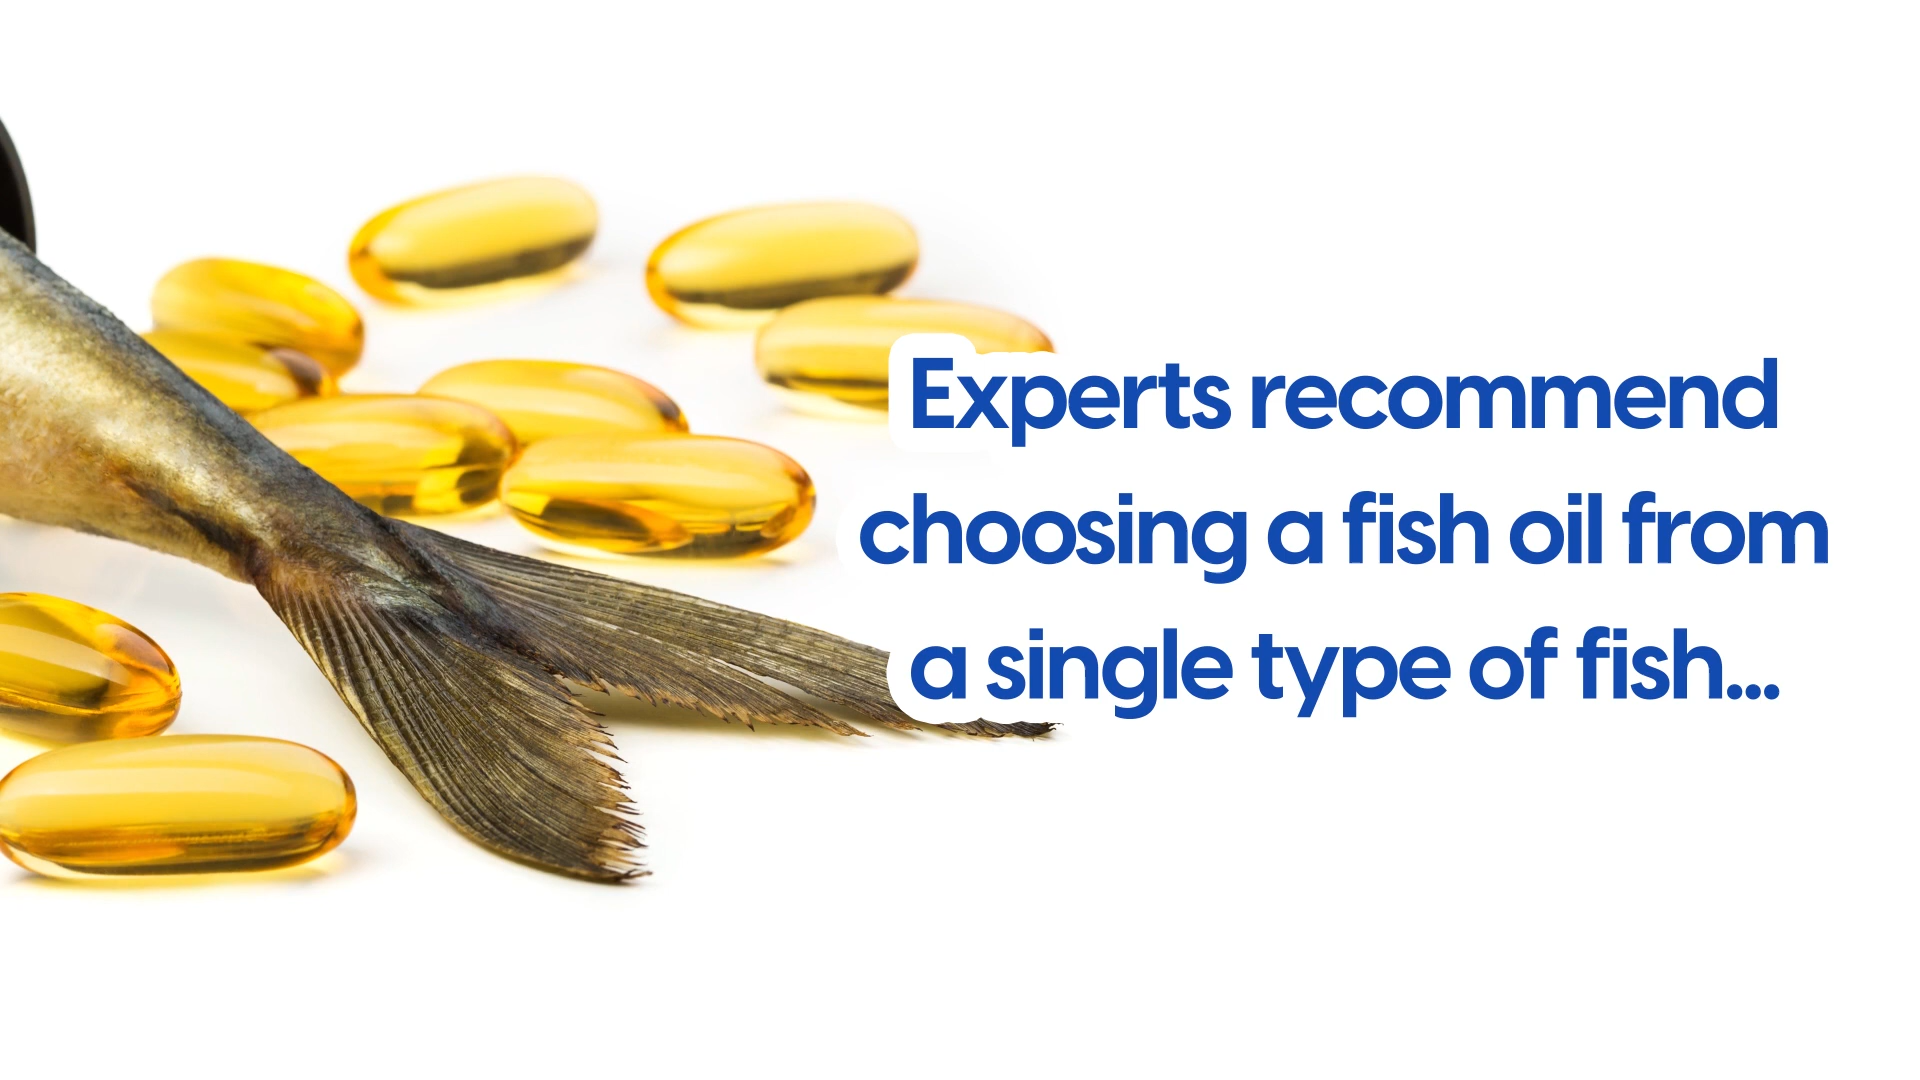 Experts recommend
choosing a fish oil from
a single type of fish...